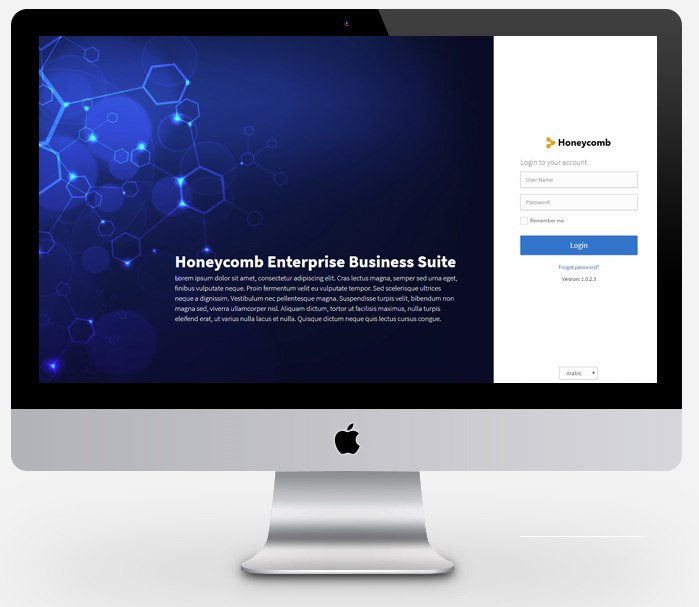 Honeycomb
Login to your account
User Name
Password
Remember me
Login
Forgot password?
Version: 1.0.2.3
Arabic
Honeycomb Enterprise Business Suite
Lorem ipsum dolor sit amet, consectetur adipiscing elit. Cras lectus magna, semper sed urna eget,
finibus vulputate neque. Proin fermentum velit eu vulputate tempor. Sed scelerisque ultrices
neque a dignissim. Vestibulum nec pellentesque magna. Suspendisse turpis velit, bibendum non
magna sed, viverra ullamcorper nisl. Aliquam dictum, tortor ut facilisis maximus, nulla turpis
eleifend erat, ut varius nulla lacus et nulla. Quisque dictum neque quis lectus cursus congue.